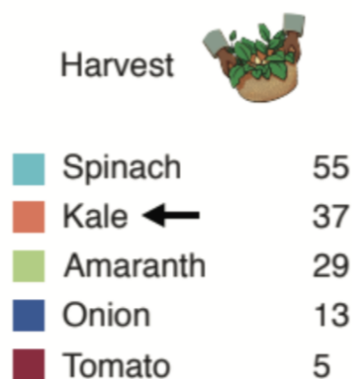 Harvest
Spinach 55
Kale 37
Amaranth 29
Onion 13
Tomato 5